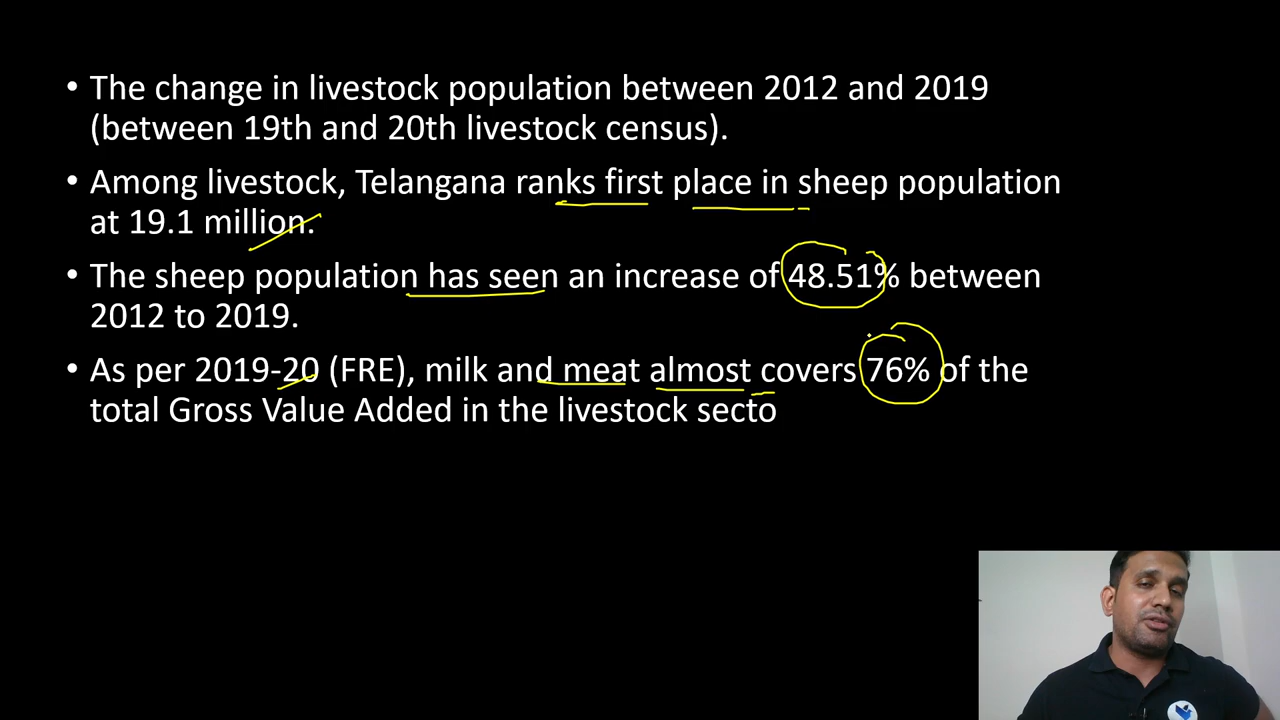 • The change in livestock population between 2012 and 2019
(between 19th and 20th livestock census).
• Among livestock, Telangana ranks first place in sheep population
at 19.1 million.
• The sheep population has seen an increase of 48.51% between
2012 to 2019.
• As per 2019-20 (FRE), milk and meat almost covers 76% of the
total Gross Value Added in the livestock secto